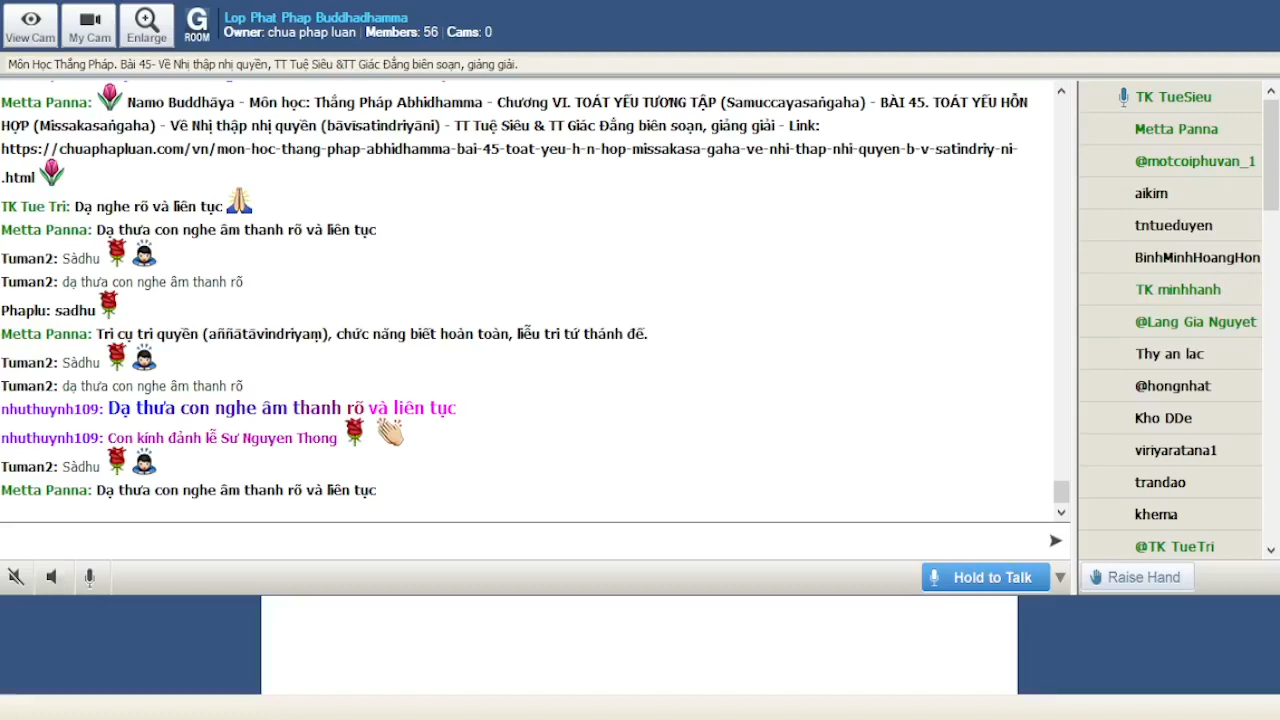 View Cam
My Cam
Enlarge
G
ROOM
Lop Phat Phap Buddhadhamma
Owner: chua phap luan | Members: 56 | Cams: 0
Môn Học Thắng Pháp. Bài 45- Về Nhị thập nhị quyền, TT Tuệ Siêu &TT Giác Đẳng biên soạn, giảng giải.
Metta Panna: Namo Buddhāya - Môn học: Thắng Pháp Abhidhamma - Chương VI. TOÁT YẾU TƯƠNG TẬP (Samuccayasaṅgaha) - BÀI 45. TOÁT YẾU HỖN
HỢP (Missakasaṅgaha) - Về Nhị thập nhị quyền (bāvīsatindriyāni) - TT Tuệ Siêu & TT Giác Đẳng biên soạn, giảng giải - Link:
https://chuaphapluan.com/vn/mon-hoc-thang-phap-abhidhamma-bai-45-toat-yeu-h-n-hop-missakasa-gaha-ve-nhi-thap-nhi-quyen-b-v-satindriy-ni-
.html
TK Tue Tri: Dạ nghe rõ và liên tục
Metta Panna: Dạ thưa con nghe âm thanh rõ và liên tục
Tuman2: Sàdhu
Tuman2: dạ thưa con nghe âm thanh rõ
Phaplu: sadhu
Metta Panna: Tri cụ tri quyền (aññātāvindriyaṃ), chức năng biết hoàn toàn, liễu tri tứ thánh đế.
Tuman2: Sàdhu
Tuman2: dạ thưa con nghe âm thanh rõ
nhuthuynh109: Dạ thưa con nghe âm thanh rõ và liên tục
nhuthuynh109: Con kính đảnh lễ Sư Nguyen Thong
Tuman2: Sàdhu
Metta Panna: Dạ thưa con nghe âm thanh rõ và liên tục
Hold to Talk
TK TueSieu
Metta Panna
@motcoiphuvan_1
aikim
tntueduyen
BinhMinhHoangHon
TK minhhanh
@Lang Gia Nguyet
Thy an lac
@hongnhat
Kho DDe
viriyaratana1
trandao
khema
@TK TueTri
Raise Hand